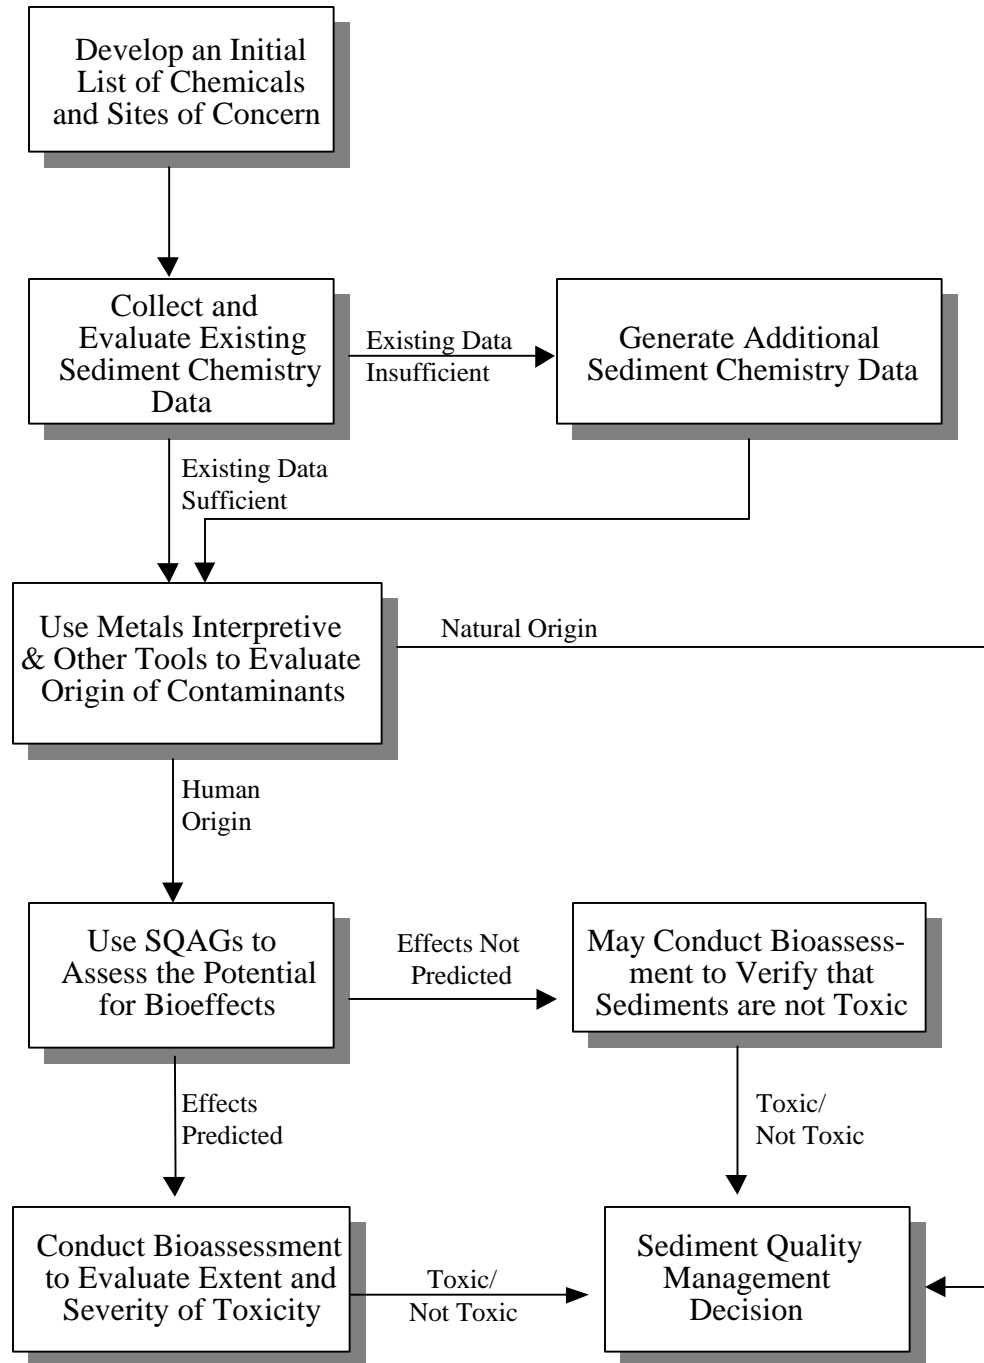 Develop an Initial
List of Chemicals
and Sites of Concern
Collect and
Evaluate Existing
Sediment Chemistry
Data
Existing Data
Insufficient
Generate Additional
Sediment Chemistry Data
Existing Data
Sufficient
Use Metals Interpretive
& Other Tools to Evaluate
Origin of Contaminants
Natural Origin
Human
Origin
Use SQAGs to
Assess the Potential
for Bioeffects
Effects Not
Predicted
May Conduct Bioassess-
ment to Verify that
Sediments are not Toxic
Effects
Predicted
Toxic/
Not Toxic
Conduct Bioassessment
to Evaluate Extent and
Severity of Toxicity
Toxic/
Not Toxic
Sediment Quality
Management
Decision